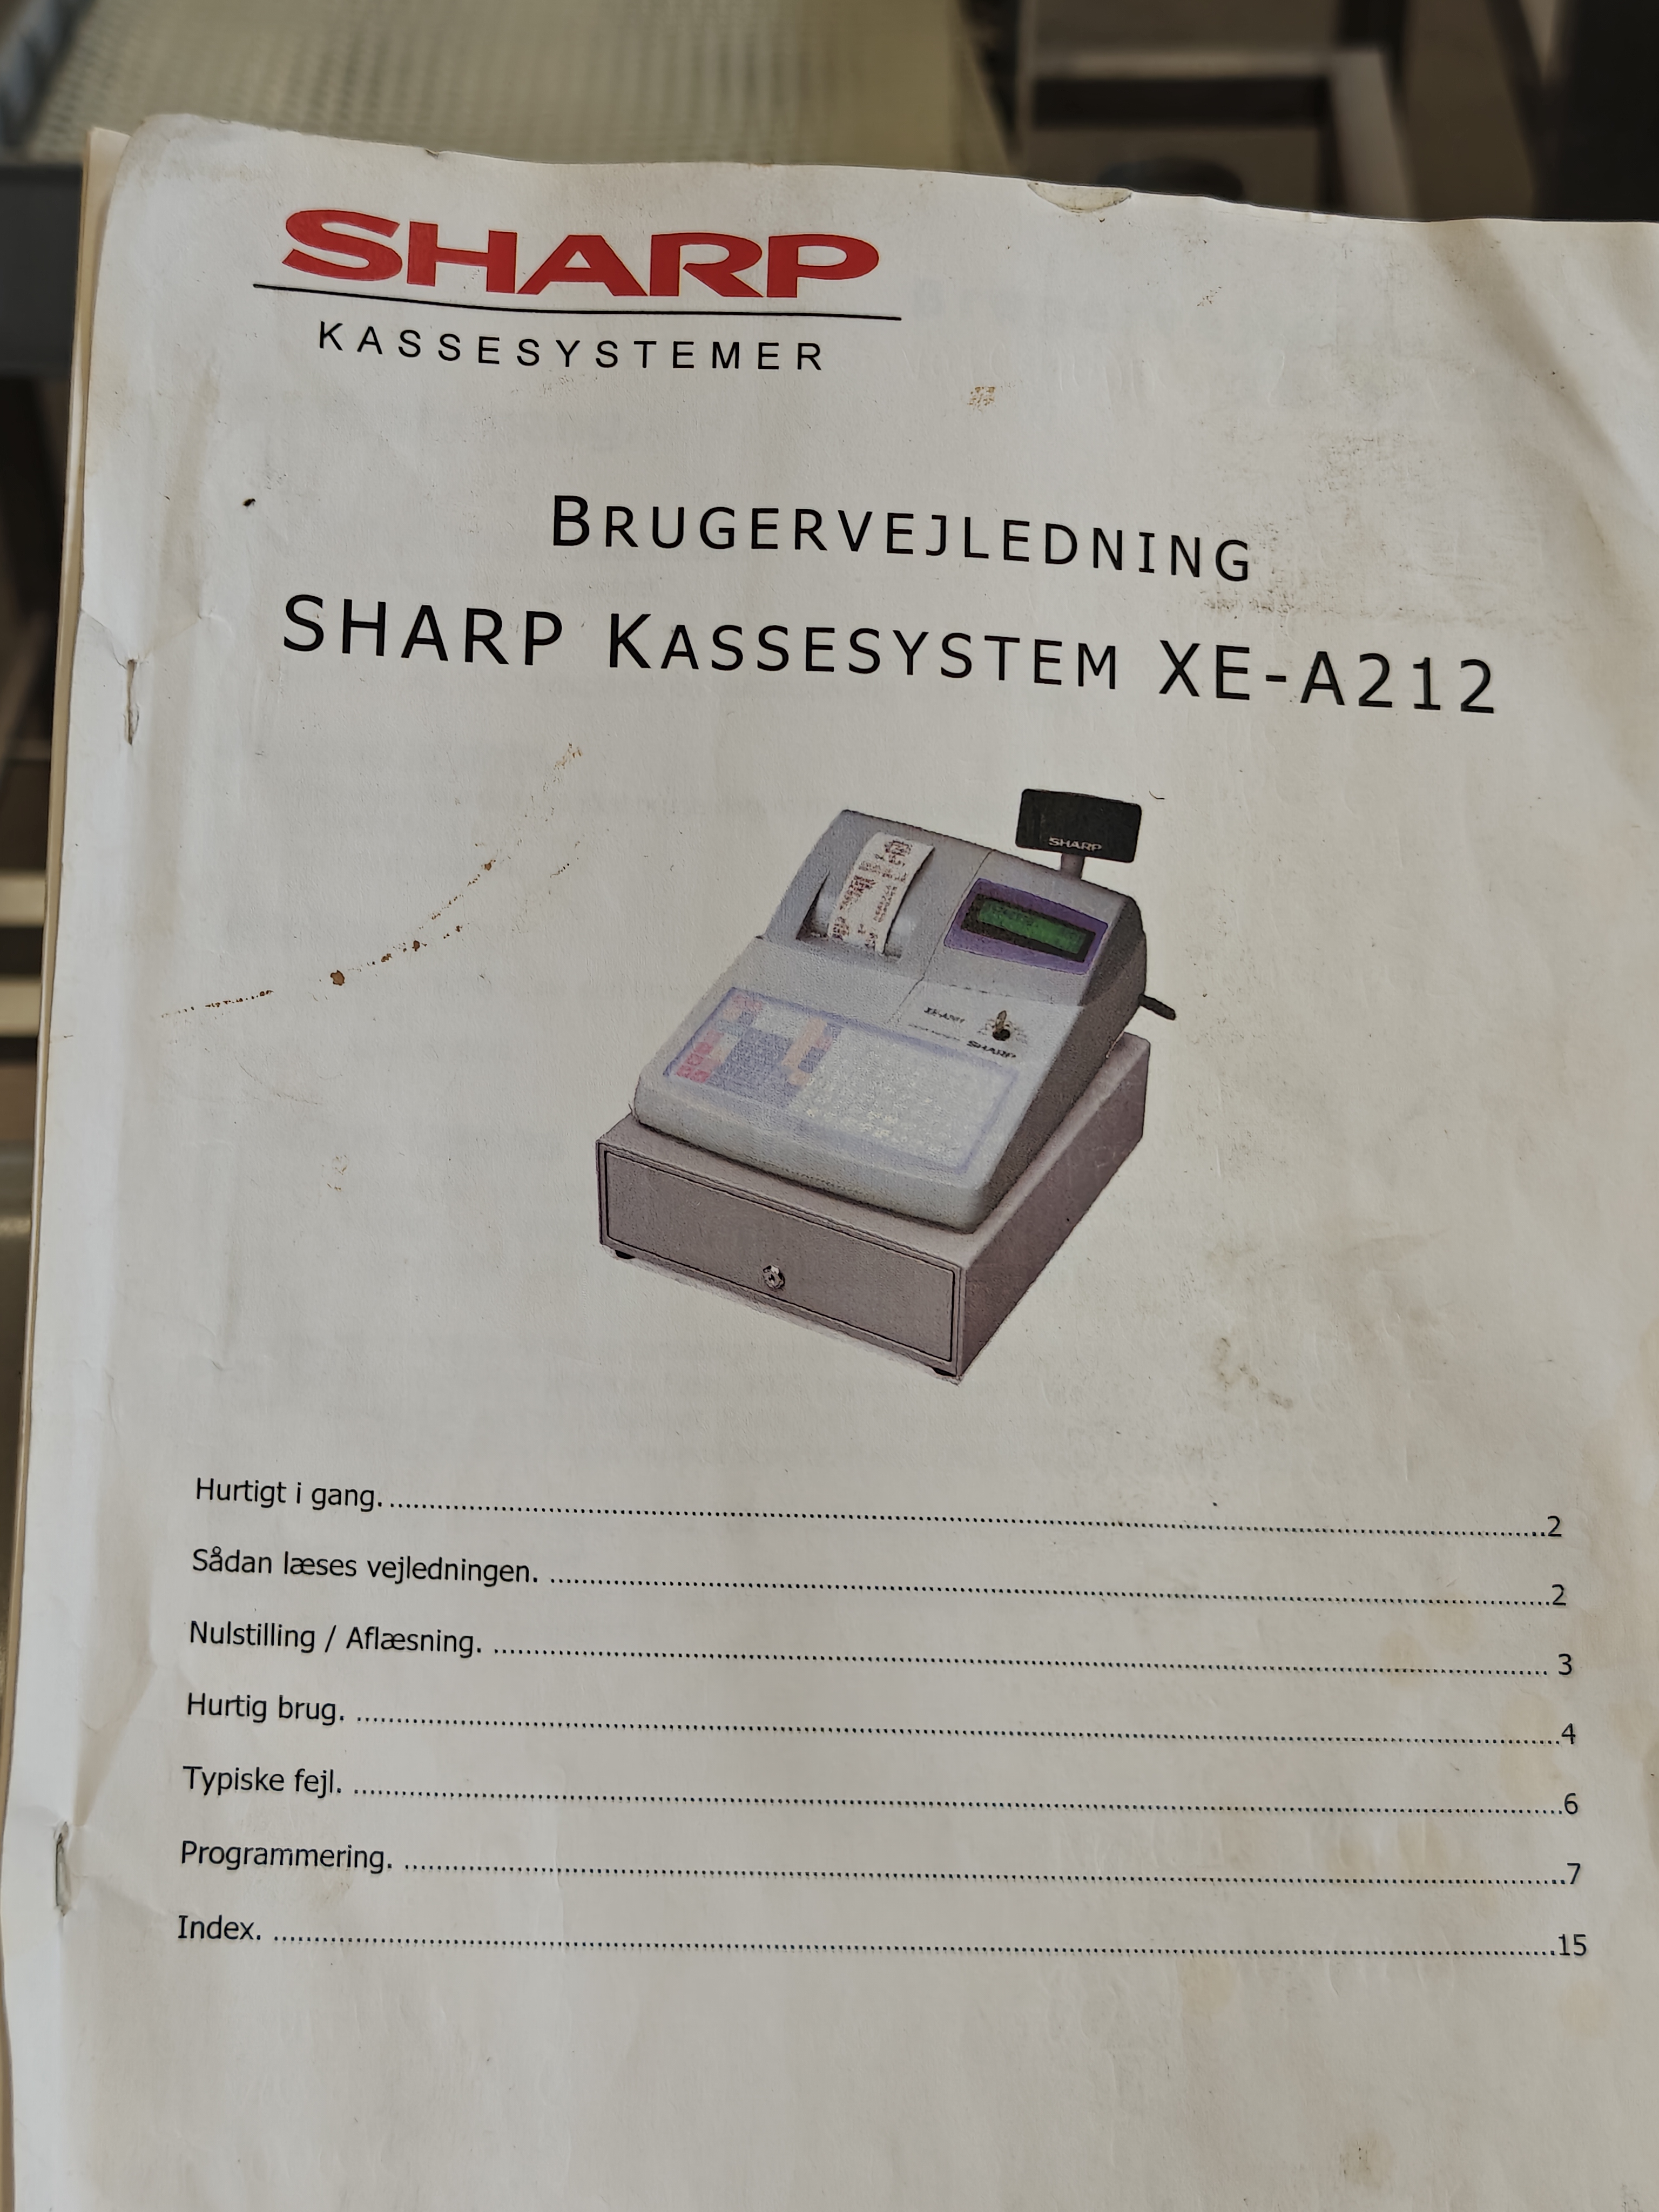 SHARP
KASSESYSTEMER
BRUGERVEJLEDNING
SHARP KASSESYSTEM XE-A212
SHARP
SHARP
Hurtigt i gang. 2
Sådan læses vejledningen. 2
Nulstilling / Aflæsning. 3
Hurtig brug. 4
Typiske fejl. 6
Programmering. 7
Index. 15